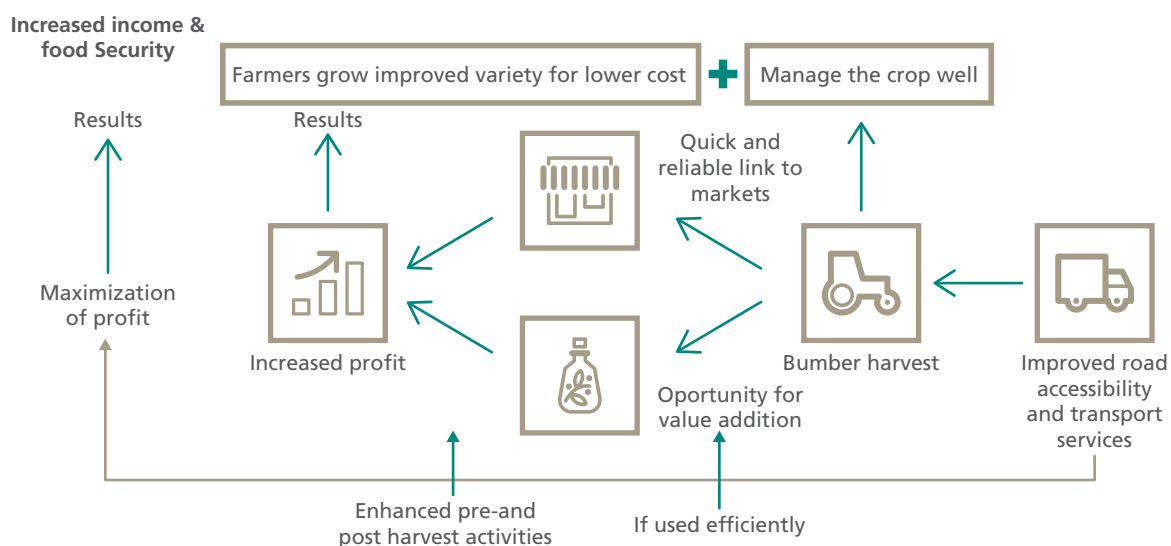 Increased income &
food Security
Farmers grow improved variety for lower cost
Manage the crop well
Results
Results
Quick and
reliable link to
markets
Maximization
of profit
Increased profit
Bumber harvest
Improved road
accessibility
and transport
services
Oportunity for
value addition
Enhanced pre-and
post harvest activities
If used efficiently